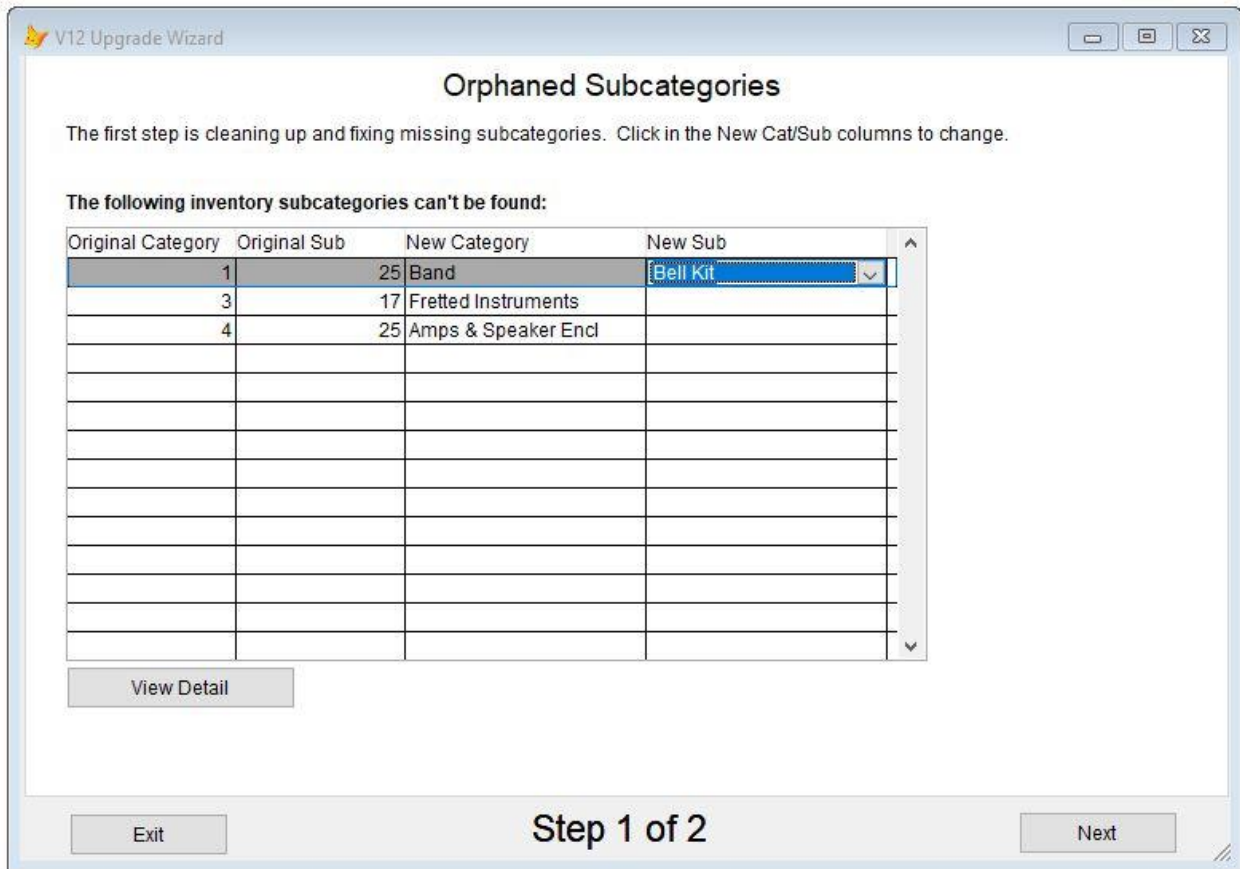 V12 Upgrade Wizard
Orphaned Subcategories
The first step is cleaning up and fixing missing subcategories.  Click in the New Cat/Sub columns to change.
The following inventory subcategories can't be found:
Original Category Original Sub New Category New Sub
1 25 Band Bell Kit
3 17 Fretted Instruments
4 25 Amps & Speaker Encl
View Detail
Exit Step 1 of 2 Next